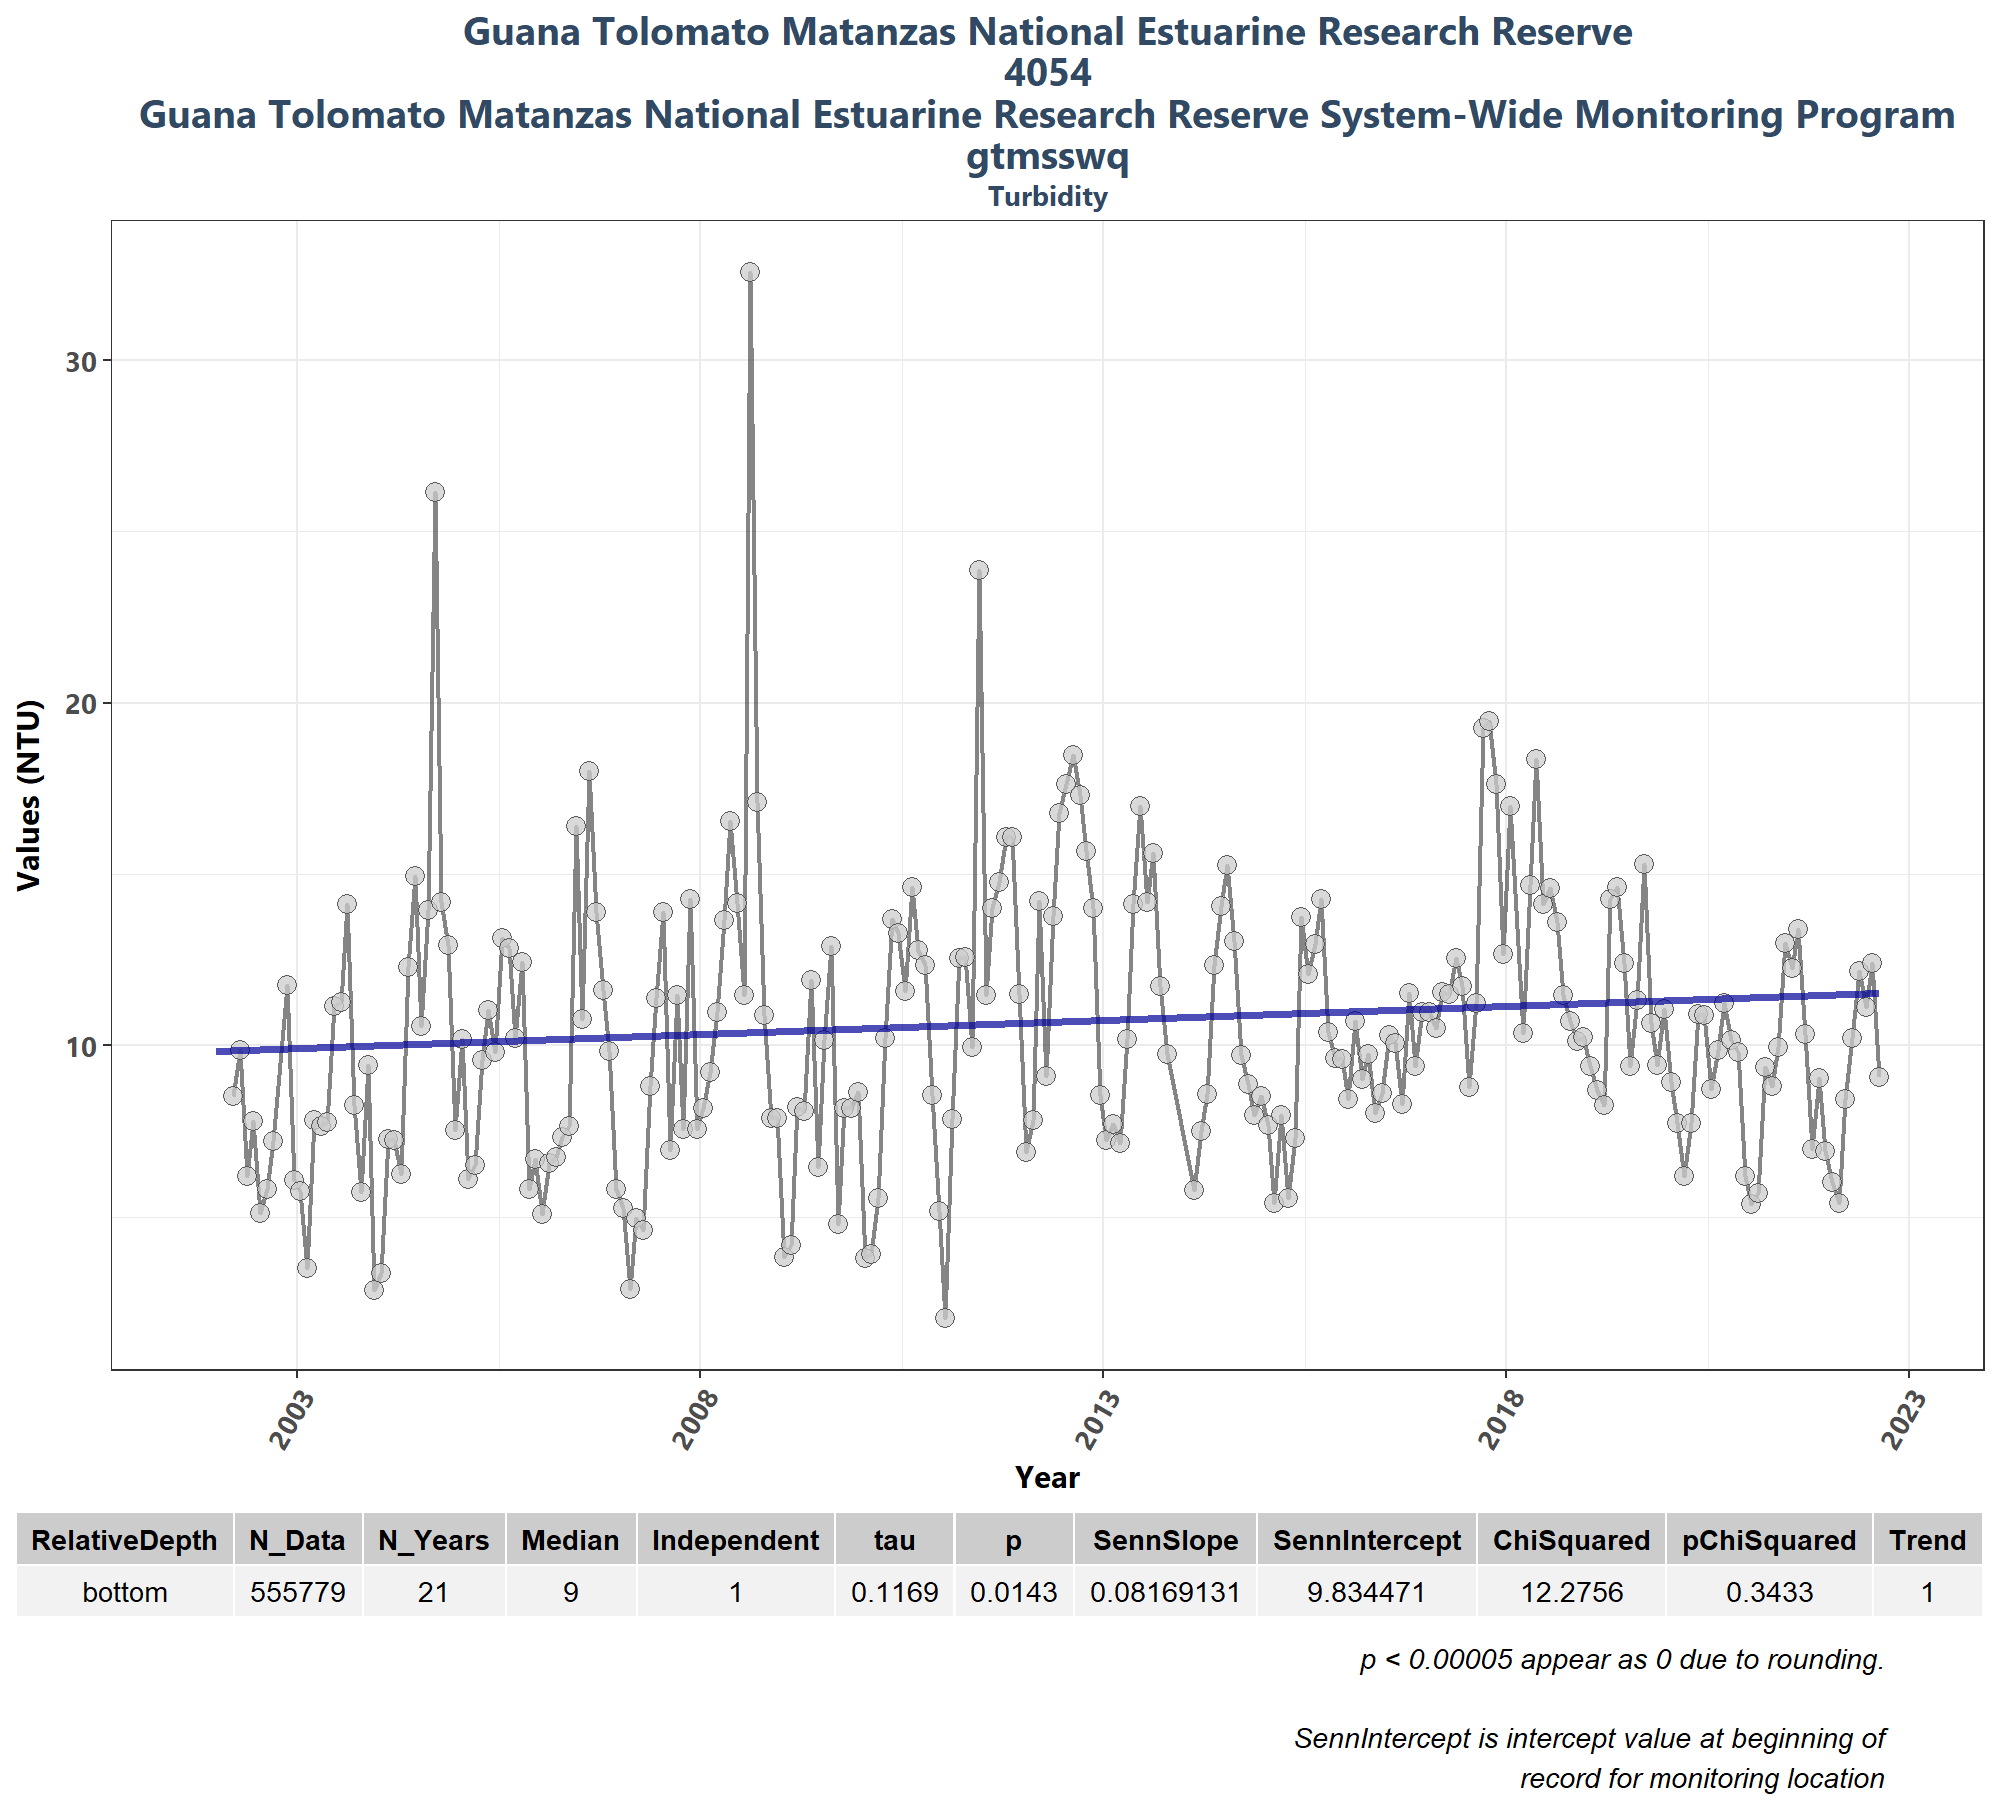 Guana Tolomato Matanzas National Estuarine Research Reserve
4054
Guana Tolomato Matanzas National Estuarine Research Reserve System-Wide Monitoring Program
gtmsswq
Turbidity
30
20
10
Values (NTU)
2003 2008 2013 2018 2023
Year
RelativeDepth N_Data N_Years Median Independent tau p SennSlope SennIntercept ChiSquared pChiSquared Trend
bottom 555779 21 9 1 0.1169 0.0143 0.08169131 9.834471 12.2756 0.3433 1
p < 0.00005 appear as 0 due to rounding.
SennIntercept is intercept value at beginning of
record for monitoring location